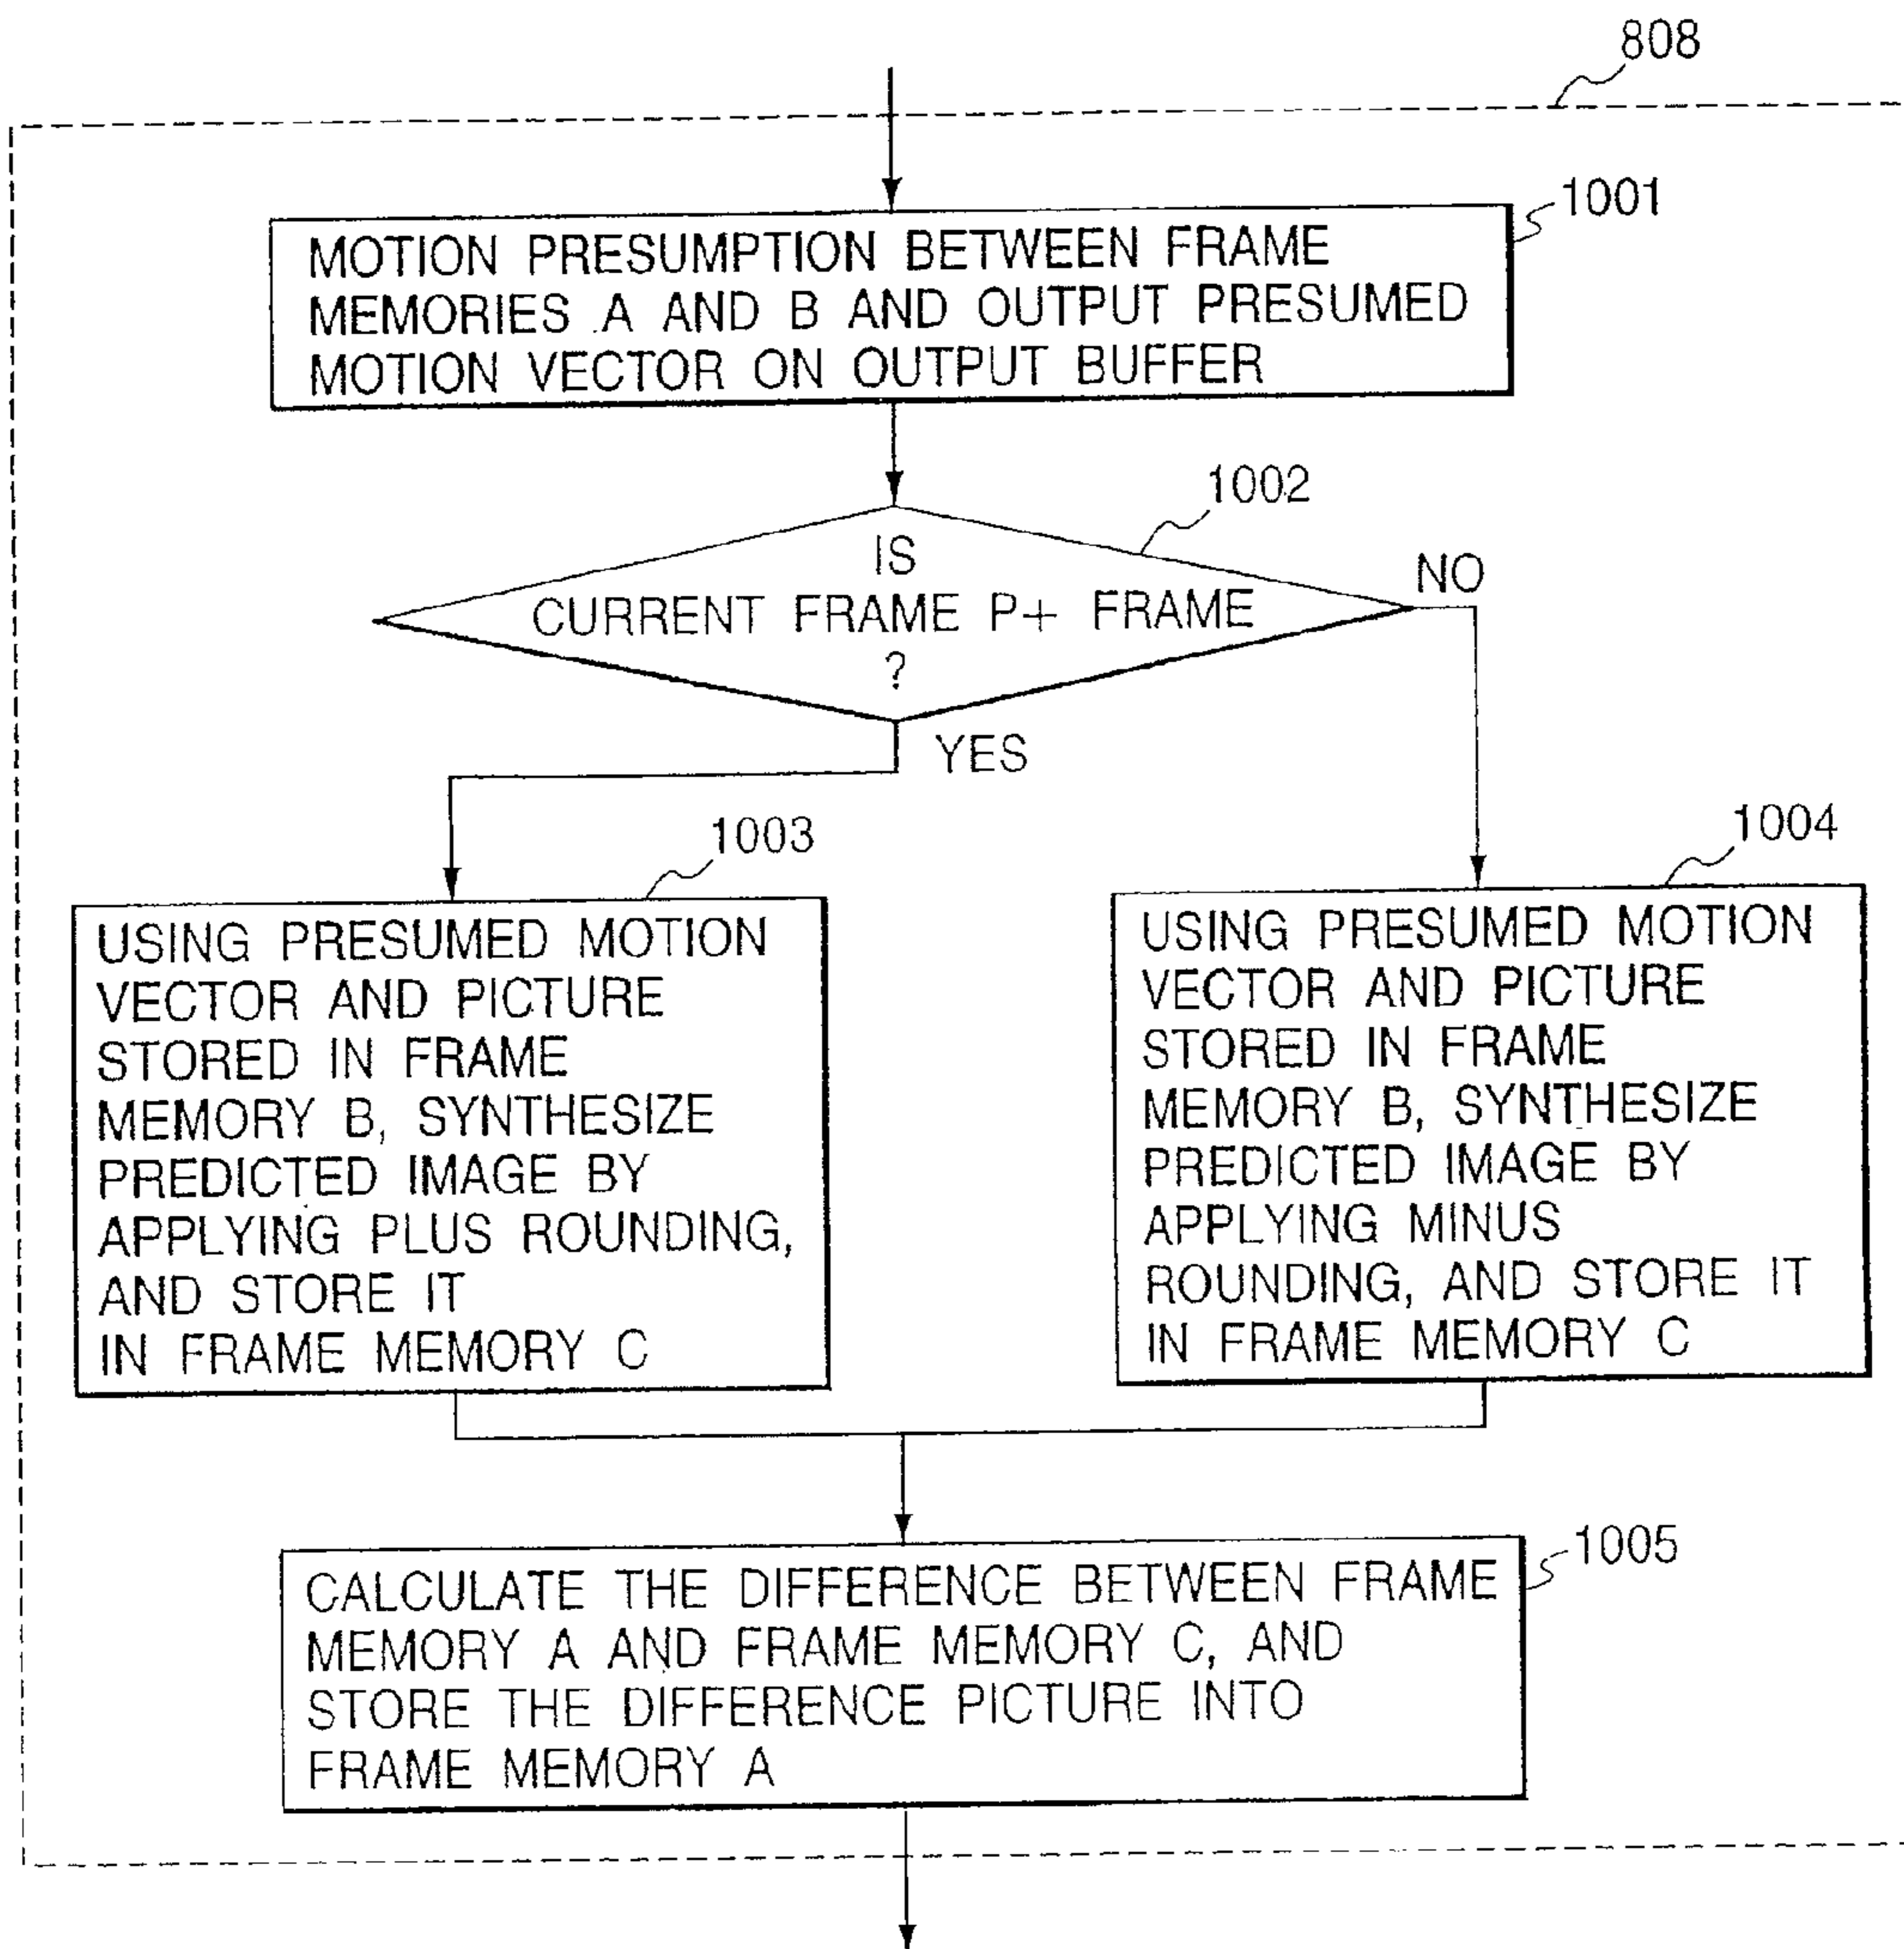 808
1001
MOTION PRESUMPTION BETWEEN FRAME
MEMORIES A AND B AND OUTPUT PRESUMED
MOTION VECTOR ON OUTPUT BUFFER
1002
IS
CURRENT FRAME P+ FRAME
?
NO
YES
1003
USING PRESUMED MOTION
VECTOR AND PICTURE
STORED IN FRAME
MEMORY B, SYNTHESIZE
PREDICTED IMAGE BY
APPLYING PLUS ROUNDING,
AND STORE IT
IN FRAME MEMORY C
1004
USING PRESUMED MOTION
VECTOR AND PICTURE
STORED IN FRAME
MEMORY B, SYNTHESIZE
PREDICTED IMAGE BY
APPLYING MINUS
ROUNDING, AND STORE IT
IN FRAME MEMORY C
1005
CALCULATE THE DIFFERENCE BETWEEN FRAME
MEMORY A AND FRAME MEMORY C, AND
STORE THE DIFFERENCE PICTURE INTO
FRAME MEMORY A